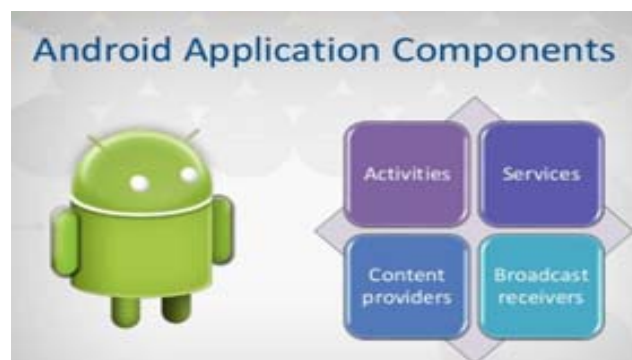 Android Application Components
Activities
Services
Content
providers
Broadcast
receivers